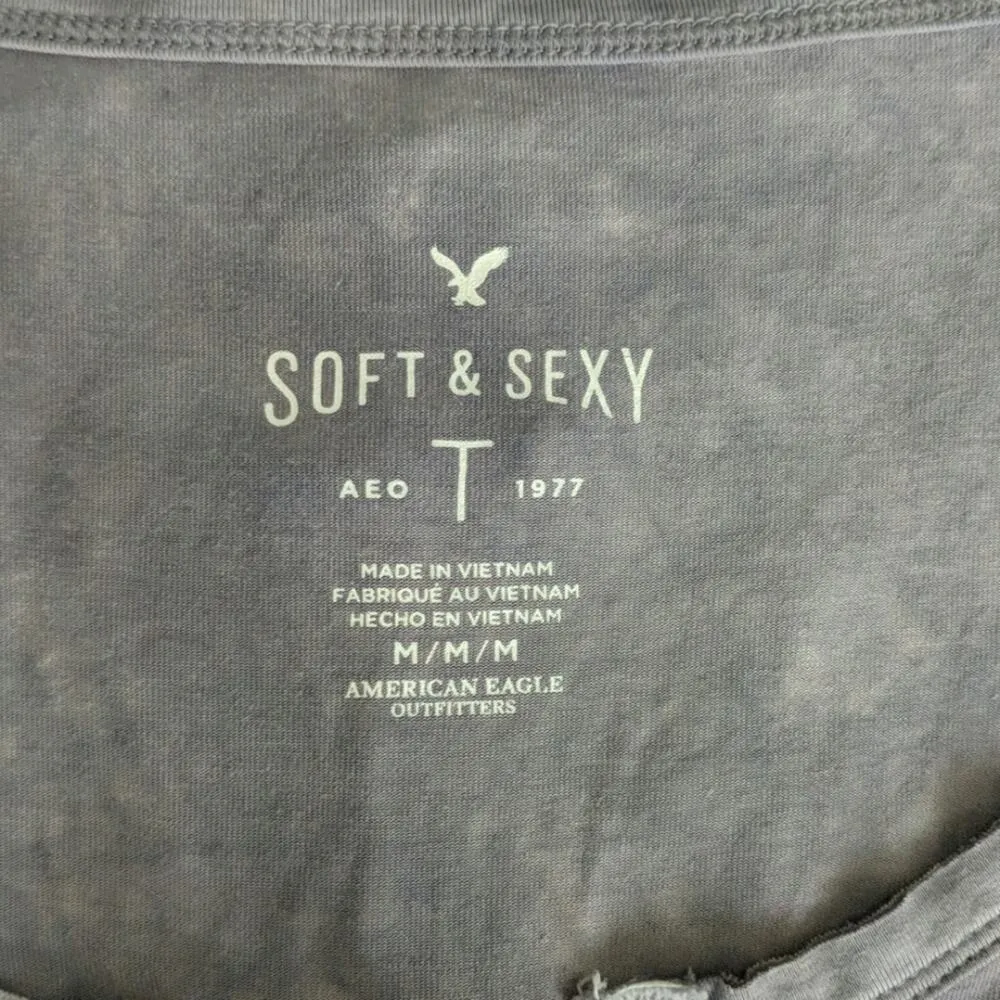 SOFT & SEXY
T
AEO 1977
MADE IN VIETNAM
FABRIQUÉ AU VIETNAM
HECHO EN VIETNAM
M/M/M
AMERICAN EAGLE
OUTFITTERS